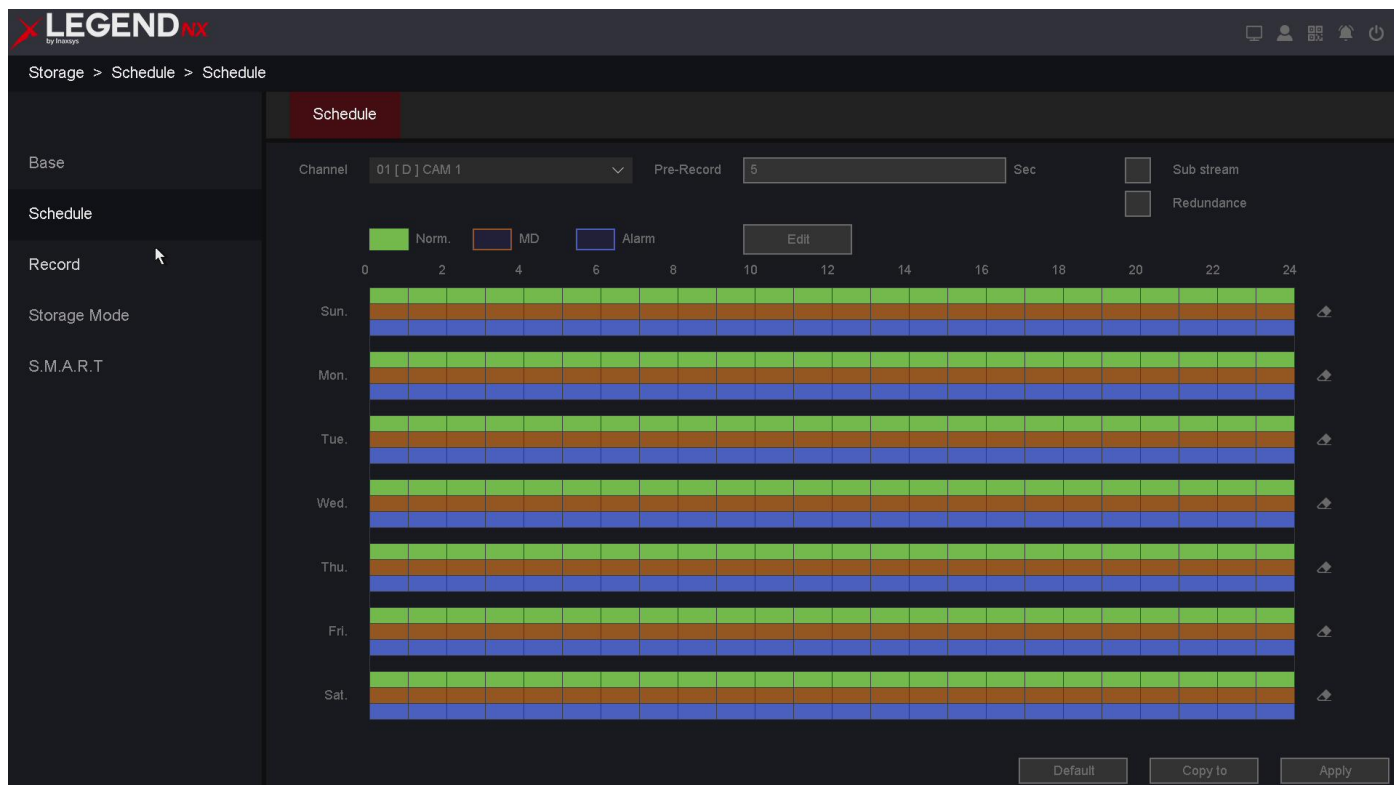 X LEGENDNX
by Inaxsys
Storage > Schedule > Schedule
Schedule
Base
Schedule
Record
Storage Mode
S.M.A.R.T
Channel 01 [ D ] CAM 1 Pre-Record 5 Sec Sub stream
Redundance
Norm. MD Alarm Edit
0 2 4 6 8 10 12 14 16 18 20 22 24
Sun.
Mon.
Tue.
Wed.
Thu.
Fri.
Sat.
Default Copy to Apply